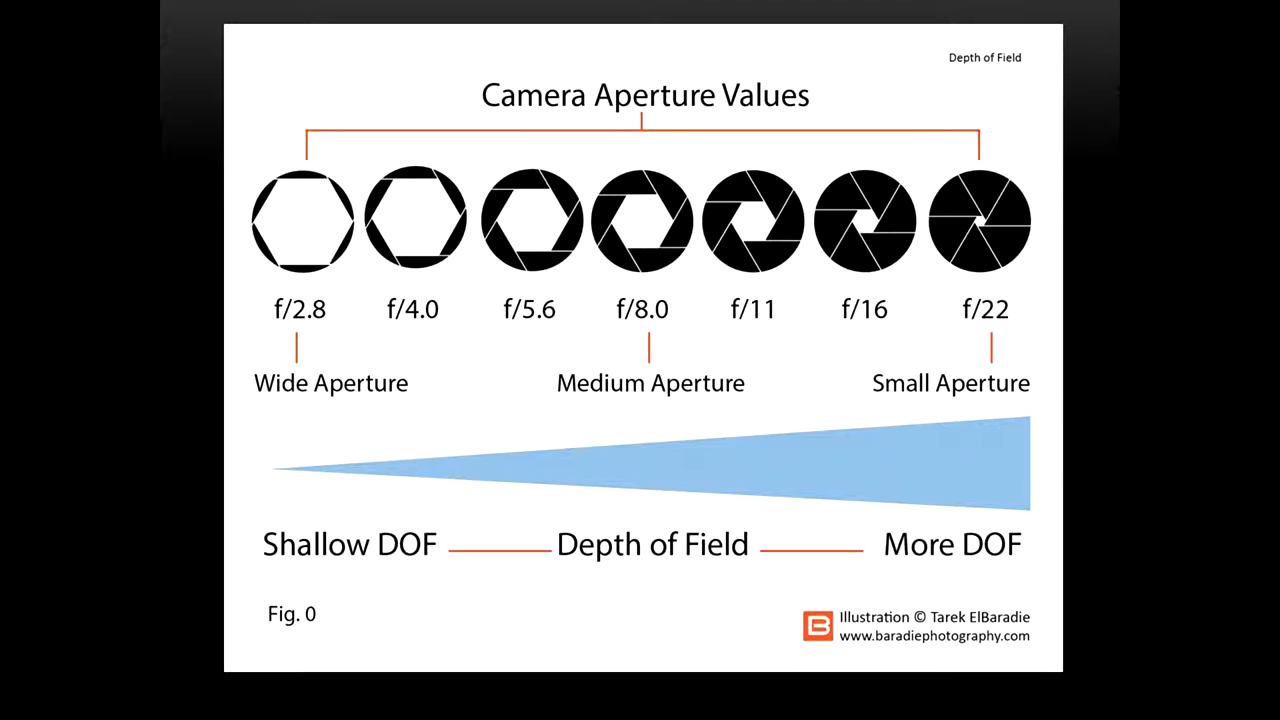 Depth of Field
Camera Aperture Values
f/2.8 f/4.0 f/5.6 f/8.0 f/11 f/16 f/22
Wide Aperture Medium Aperture Small Aperture
Shallow DOF Depth of Field More DOF
Fig. 0
B Illustration © Tarek ElBaradie
www.baradiephotography.com